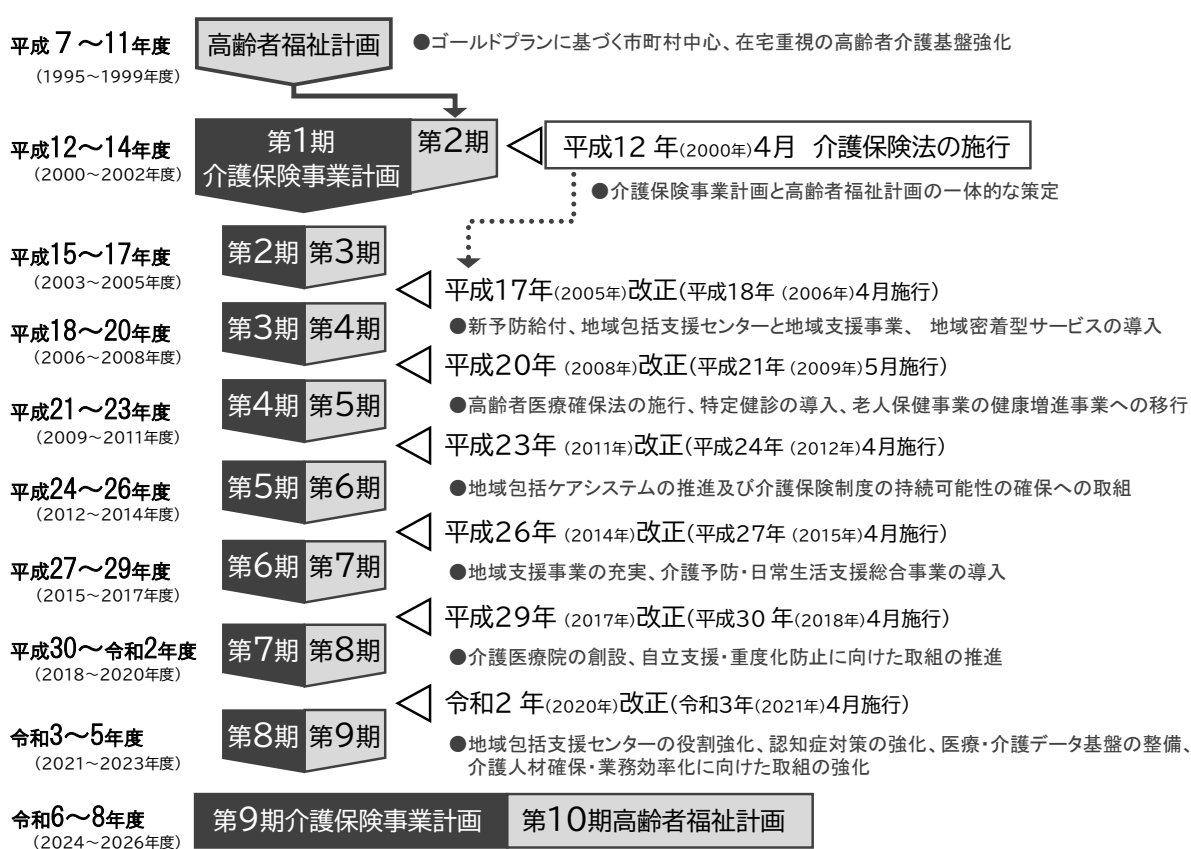 平成7～11年度
（1995～1999年度）
高齢者福祉計画
●ゴールドプランに基づく市町村中心、在宅重視の高齢者介護基盤強化
平成12～14年度
（2000～2002年度）
第1期
介護保険事業計画
第2期
平成12年(2000年)4月 介護保険法の施行
●介護保険事業計画と高齢者福祉計画の一体的な策定
平成15～17年度
（2003～2005年度）
第2期 第3期
平成17年(2005年)改正(平成18年(2006年)4月施行)
●新予防給付、地域包括支援センターと地域支援事業、 地域密着型サービスの導入
平成18～20年度
（2006～2008年度）
第3期 第4期
平成20年(2008年)改正(平成21年(2009年)5月施行)
●高齢者医療確保法の施行、特定健診の導入、老人保健事業の健康増進事業への移行
平成21～23年度
（2009～2011年度）
第4期 第5期
平成23年(2011年)改正(平成24年(2012年)4月施行)
●地域包括ケアシステムの推進及び介護保険制度の持続可能性の確保への取組
平成24～26年度
（2012～2014年度）
第5期 第6期
平成26年(2014年)改正(平成27年(2015年)4月施行)
●地域支援事業の充実、介護予防・日常生活支援総合事業の導入
平成27～29年度
（2015～2017年度）
第6期 第7期
平成29年(2017年)改正(平成30年(2018年)4月施行)
●介護医療院の創設、自立支援・重度化防止に向けた取組の推進
平成30～令和2年度
（2018～2020年度）
第7期 第8期
令和2年(2020年)改正(令和3年(2021年)4月施行)
●地域包括支援センターの役割強化、認知症対策の強化、医療・介護データ基盤の整備、
介護人材確保・業務効率化に向けた取組の強化
令和3～5年度
（2021～2023年度）
第8期 第9期
令和6～8年度
（2024～2026年度）
第9期介護保険事業計画 第10期高齢者福祉計画